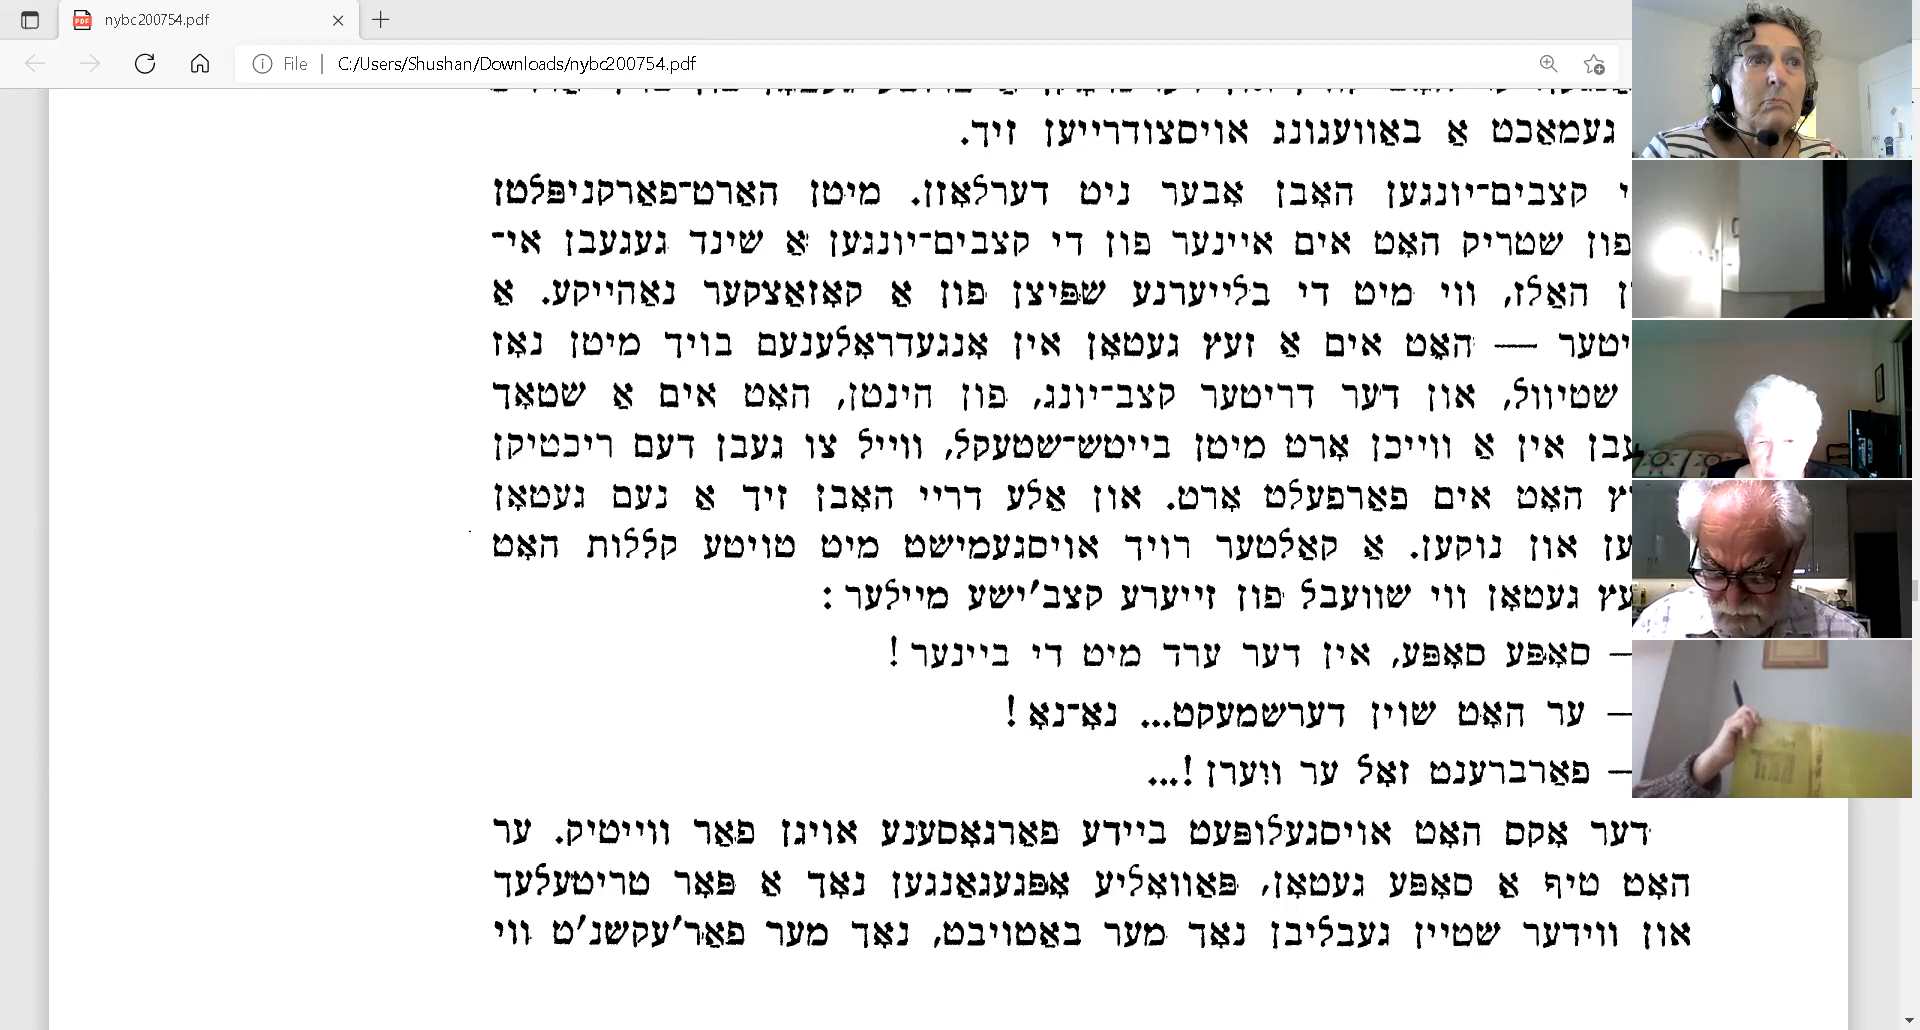 nybc200754.pdf
File
C:/Users/Shushan/Downloads/nybc200754.pdf
געמאַכט אַ באַוועגונג אויסצודרייען זיך.
קצבים־יונגען האָבן אָבער ניט דערלאָזן. מיטן האַרט־פאַרקניפּלטן
פון שטריק האָט אים איינער פון די קצבים־יונגען אַ שינד געגעבן אי־
האַלז, ווי מיט די בלייערנע שפּיצן פון אַ קאָזאַצקער נאַהייקע. אַ
— האָט אים אַ זעץ געטאָן אין אָנגעדראָלענעם בויך מיטן נאָז
שטיוול, און דער דריטער קצב־יונג, פון הינטן, האָט אים אַ שטאָך
אין אַ ווייכן אָרט מיטן בייטש־שטעקל, ווייל צו געבן דעם ריכטיקן
האָט אים פאַרפעלט אָרט. און אַלע דריי האָבן זיך אַ נעם געטאָן
און נוקען. אַ קאַלטער רויך אויסגעמישט מיט טויטע קללות האָט
געטאָן ווי שוועבל פון זייערע קצב'ישע מיילער:
— סאָפּע סאָפּע, אין דער ערד מיט די ביינער!
— ער האָט שוין דערשמעקט... נאָ־נאָ!
— פאַרברענט זאָל ער ווערן!...
דער אָקס האָט אויסגעלופּעט ביידע פאַרגאָסענע אויגן פאַר ווייטיק. ער
האָט טיף אַ סאָפּע געטאָן, פּאַוואָליע אָפּגעגאַנגען נאָך אַ פּאָר טריטעלעך
און ווידער שטיין געבליבן נאָך מער באַטויבט, נאָך מער פאַר'עקשנ'ט ווי